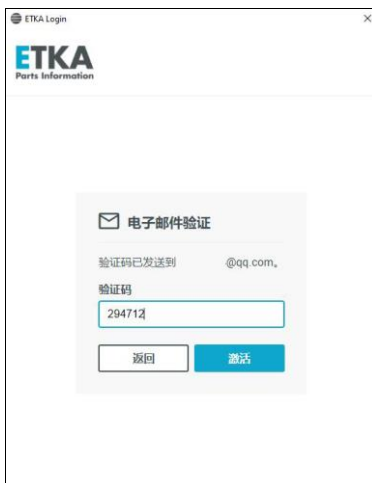 ETKA Login
ETKA
Parts Information
电子邮件验证
验证码已发送到 @qq.com。
验证码
294712
返回 激活